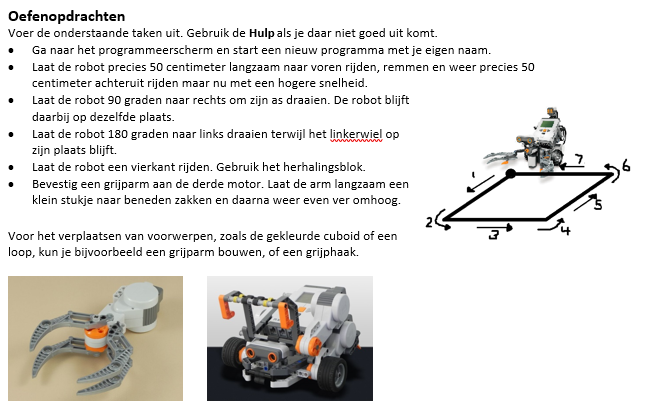 Oefenopdrachten
Voer de onderstaande taken uit. Gebruik de Hulp als je daar niet goed uit komt.
• Ga naar het programmeerscherm en start een nieuw programma met je eigen naam.
• Laat de robot precies 50 centimeter langzaam naar voren rijden, remmen en weer precies 50
centimeter achteruit rijden maar nu met een hogere snelheid.
• Laat de robot 90 graden naar rechts om zijn as draaien. De robot blijft
daarbij op dezelfde plaats.
• Laat de robot 180 graden naar links draaien terwijl het linkerwiel op
zijn plaats blijft.
• Laat de robot een vierkant rijden. Gebruik het herhalingsblok.
• Bevestig een grijparm aan de derde motor. Laat de arm langzaam een
klein stukje naar beneden zakken en daarna weer even ver omhoog.
1
7
6
5
2
3
4
Voor het verplaatsen van voorwerpen, zoals de gekleurde cuboid of een
loop, kun je bijvoorbeeld een grijparm bouwen, of een grijphaak.